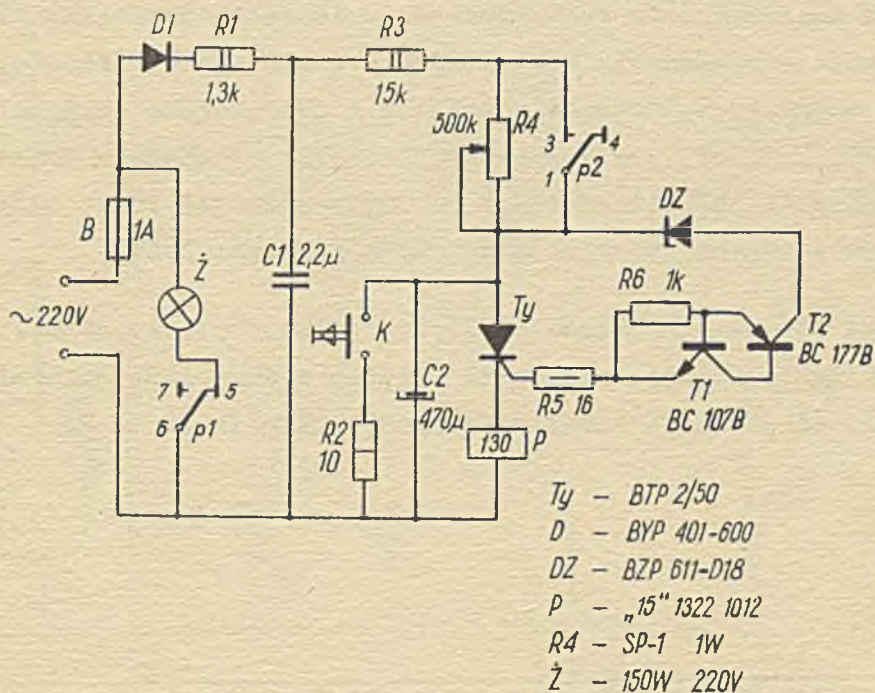 D1 R1 R3
1,3k 15k
500k R4
3 4
1 p2
DZ
B 1A
Ż
C1 2,2µ
R6 1k
~220V
K
Ty
T2
BC 177B
7 5
6 p1
C2
470µ
R5 16
T1
BC 107B
R2
10
130 P
Ty – BTP 2/50
D – BYP 401-600
DZ – BZP 611-D18
P – „15" 1322 1012
R4 – SP-1 1W
Ż – 150W 220V